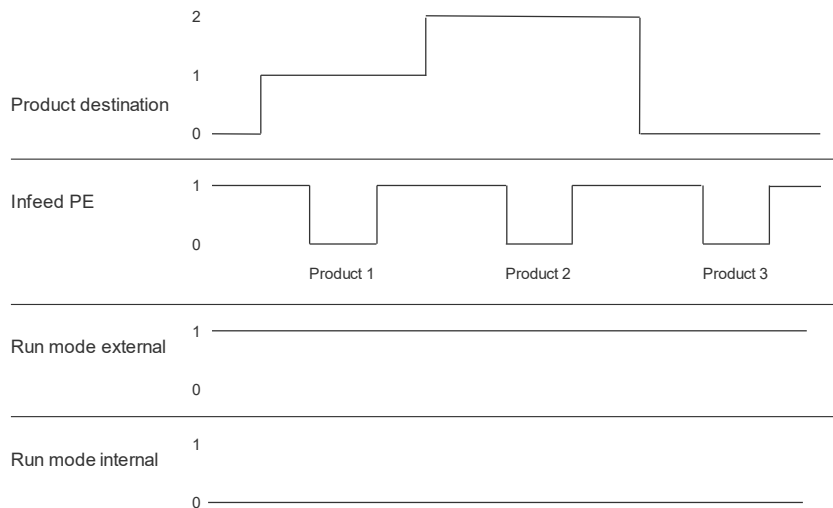 2
1
Product destination
0
1
Infeed PE
0
Product 1 Product 2 Product 3
1
Run mode external
0
1
Run mode internal
0